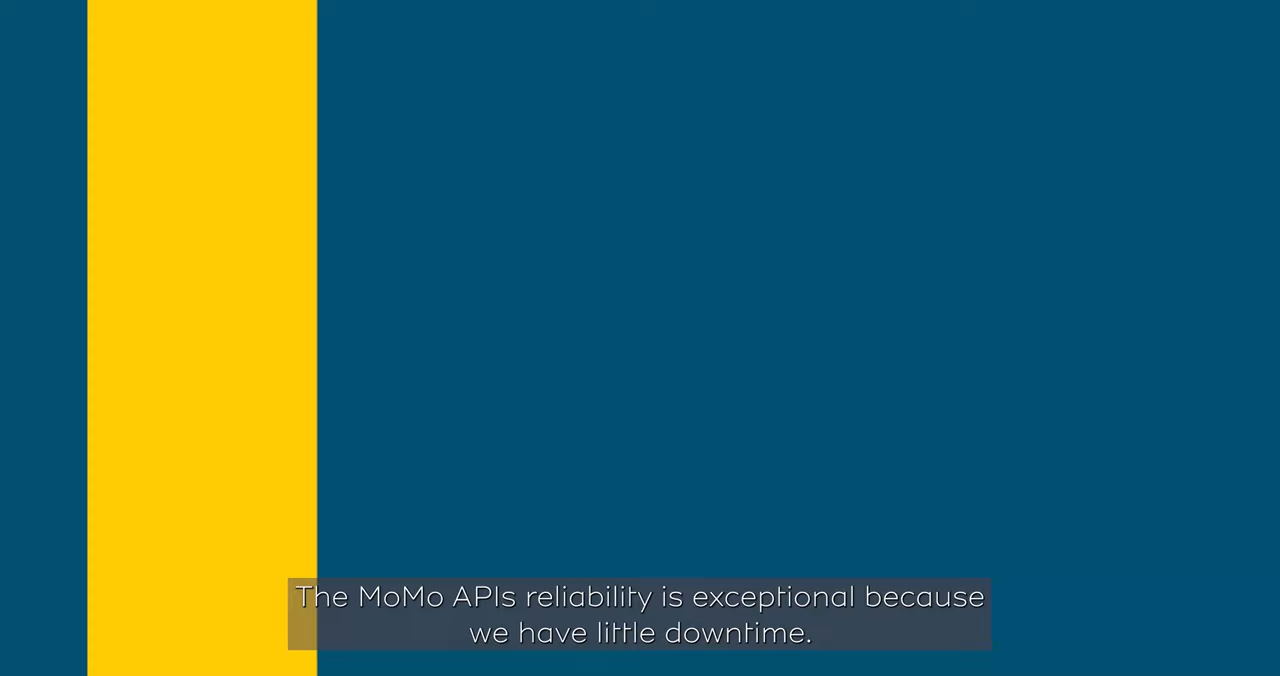 The MoMo APIs reliability is exceptional because
we have little downtime.